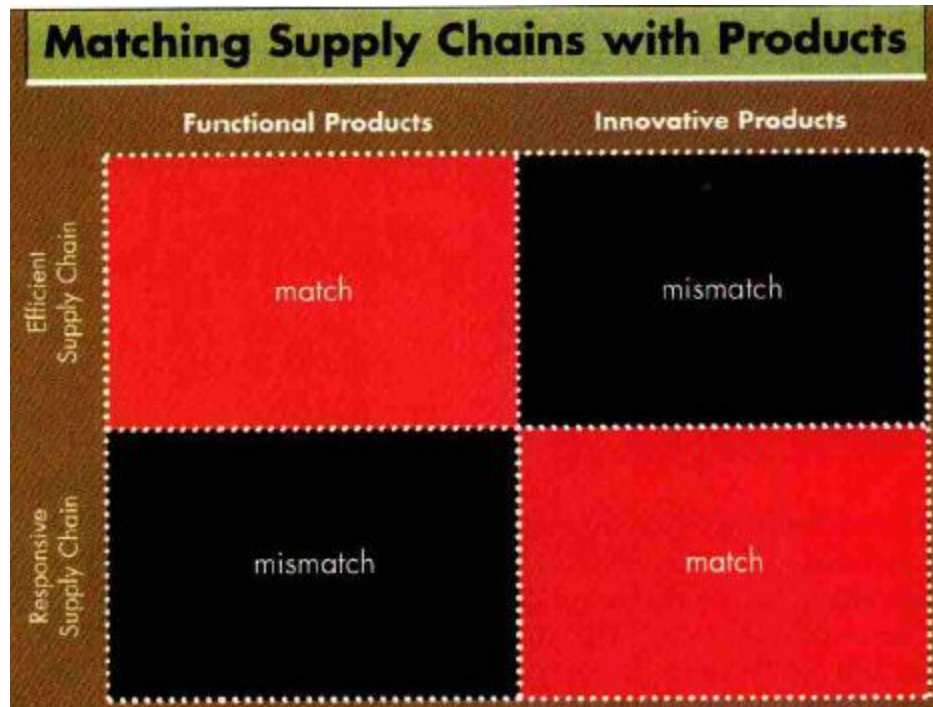 Matching Supply Chains with Products
Functional Products
Innovative Products
Efficient
Supply Chain
match
mismatch
Responsive
Supply Chain
mismatch
match